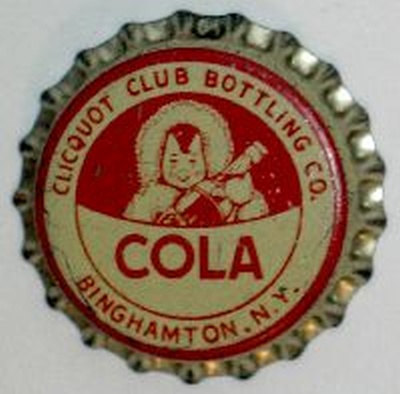 CLICQUOT CLUB BOTTLING CO.
COLA
BINGHAMTON. N.Y.